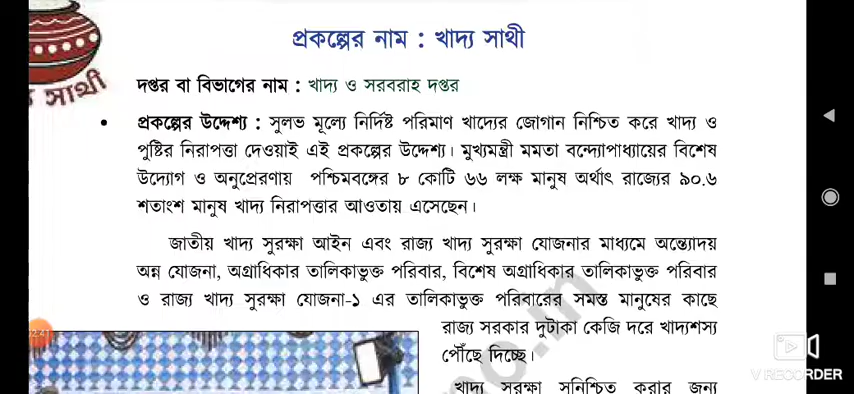 প্রকল্পের নাম : খাদ্য সাথী
সাথী
দপ্তর বা বিভাগের নাম : খাদ্য ও সরবরাহ দপ্তর
• প্রকল্পের উদ্দেশ্য : সুলভ মূল্যে নির্দিষ্ট পরিমাণ খাদ্যের জোগান নিশ্চিত করে খাদ্য ও
পুষ্টির নিরাপত্তা দেওয়াই এই প্রকল্পের উদ্দেশ্য। মুখ্যমন্ত্রী মমতা বন্দ্যোপাধ্যায়ের বিশেষ
উদ্যোগ ও অনুপ্রেরণায় পশ্চিমবঙ্গের ৮ কোটি ৬৬ লক্ষ মানুষ অর্থাৎ রাজ্যের ৯০.৬
শতাংশ মানুষ খাদ্য নিরাপত্তার আওতায় এসেছেন।
জাতীয় খাদ্য সুরক্ষা আইন এবং রাজ্য খাদ্য সুরক্ষা যোজনার মাধ্যমে অন্ত্যোদয়
অন্ন যোজনা, অগ্রাধিকার তালিকাভুক্ত পরিবার, বিশেষ অগ্রাধিকার তালিকাভুক্ত পরিবার
ও রাজ্য খাদ্য সুরক্ষা যোজনা-১ এর তালিকাভুক্ত পরিবারের সমস্ত মানুষের কাছে
রাজ্য সরকার দুটাকা কেজি দরে খাদ্যশস্য
পৌঁছে দিচ্ছে।
খাদ্য সুরক্ষা সুনিশ্চিত করার জন্য
no.in
V RECORDER